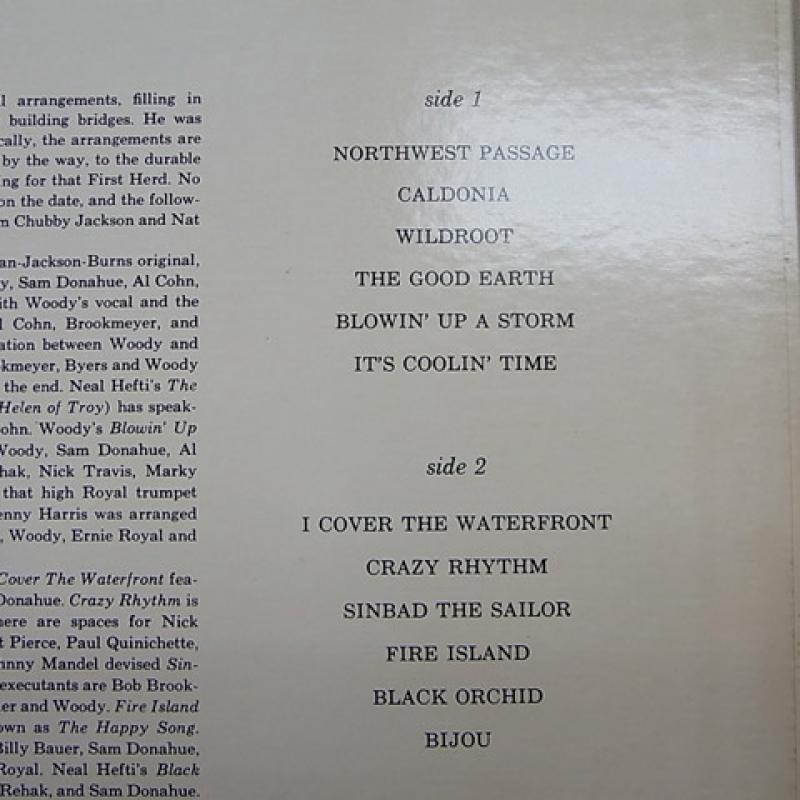 l arrangements, filling in
building bridges. He was
cally, the arrangements are
by the way, to the durable
ng for that First Herd. No
on the date, and the follow-
m Chubby Jackson and Nat
an-Jackson-Burns original,
y, Sam Donahue, Al Cohn,
ith Woody's vocal and the
l Cohn, Brookmeyer, and
ation between Woody and
kmeyer, Byers and Woody
the end. Neal Hefti's The
Helen of Troy) has speak-
ohn. Woody's Blowin' Up
Woody, Sam Donahue, Al
hak, Nick Travis, Marky
that high Royal trumpet
enny Harris was arranged
, Woody, Ernie Royal and
Cover The Waterfront fea-
Donahue. Crazy Rhythm is
here are spaces for Nick
t Pierce, Paul Quinichette,
hnny Mandel devised Sin-
executants are Bob Brook-
er and Woody. Fire Island
own as The Happy Song.
Billy Bauer, Sam Donahue,
Royal. Neal Hefti's Black
Rehak, and Sam Donahue.
side 1
NORTHWEST PASSAGE
CALDONIA
WILDROOT
THE GOOD EARTH
BLOWIN' UP A STORM
IT'S COOLIN' TIME
side 2
I COVER THE WATERFRONT
CRAZY RHYTHM
SINBAD THE SAILOR
FIRE ISLAND
BLACK ORCHID
BIJOU